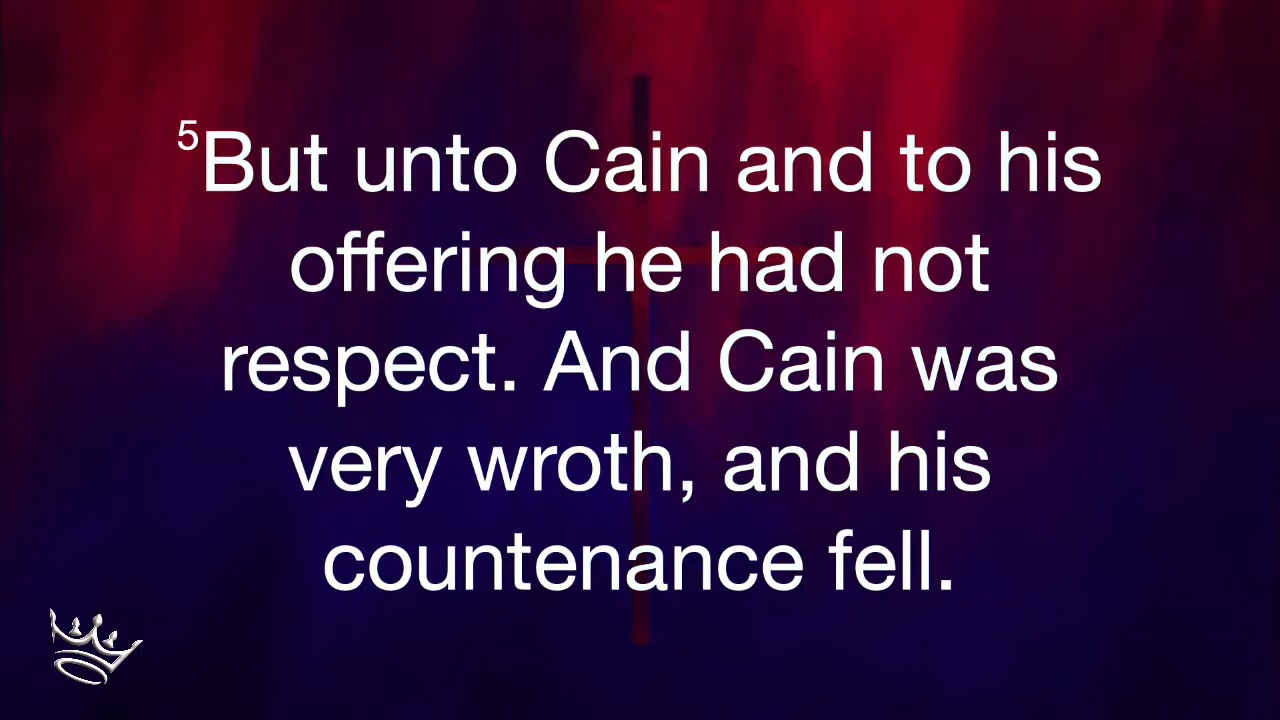 ⁵But unto Cain and to his
offering he had not
respect. And Cain was
very wroth, and his
countenance fell.